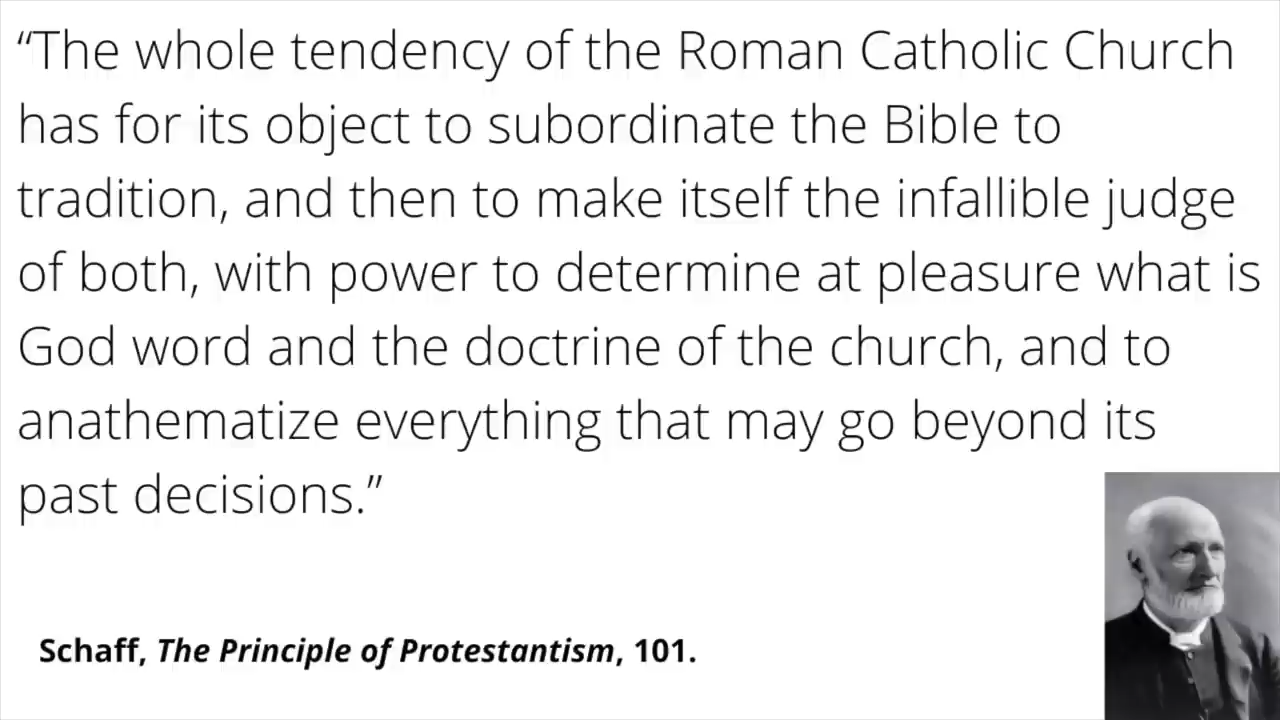 “The whole tendency of the Roman Catholic Church
has for its object to subordinate the Bible to
tradition, and then to make itself the infallible judge
of both, with power to determine at pleasure what is
God word and the doctrine of the church, and to
anathematize everything that may go beyond its
past decisions.”
Schaff, The Principle of Protestantism, 101.